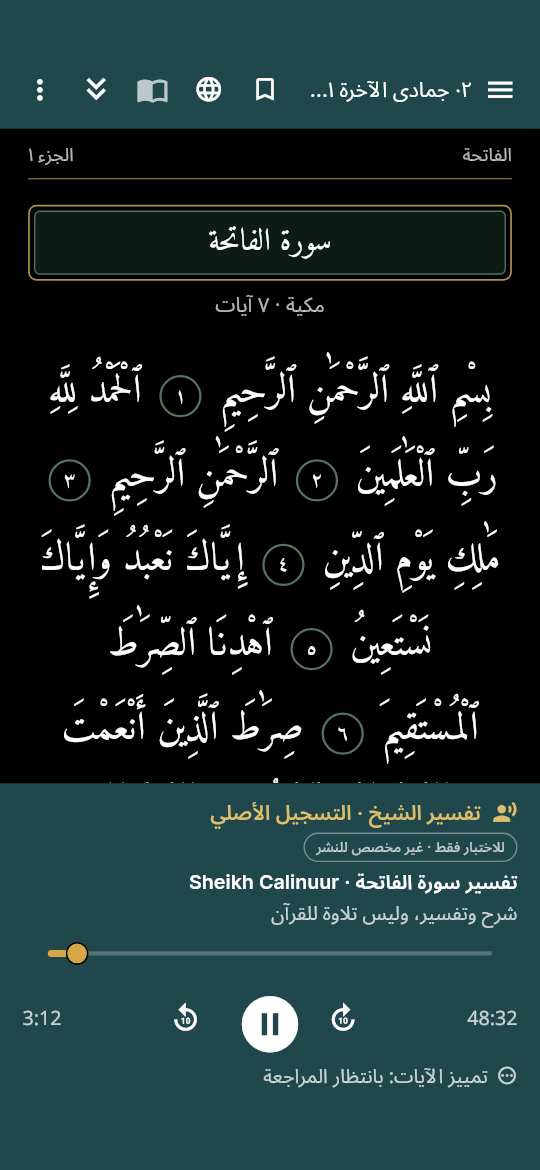 ٠٢ جمادى الآخرة ١...
الفاتحة
الجزء ١
سورة الفاتحة
مكية · ٧ آيات
بِسْمِ ٱللَّهِ ٱلرَّحْمَٰنِ ٱلرَّحِيمِ ١ ٱلْحَمْدُ لِلَّهِ
رَبِّ ٱلْعَٰلَمِينَ ٢ ٱلرَّحْمَٰنِ ٱلرَّحِيمِ ٣
مَٰلِكِ يَوْمِ ٱلدِّينِ ٤ إِيَّاكَ نَعْبُدُ وَإِيَّاكَ
نَسْتَعِينُ ٥ ٱهْدِنَا ٱلصِّرَٰطَ
ٱلْمُسْتَقِيمَ ٦ صِرَٰطَ ٱلَّذِينَ أَنْعَمْتَ
تفسير الشيخ · التسجيل الأصلي
للاختبار فقط · غير مخصص للنشر
تفسير سورة الفاتحة · Sheikh Calinuur
شرح وتفسير، وليس تلاوة للقرآن
3:12 10 10 48:32
تمييز الآيات: بانتظار المراجعة